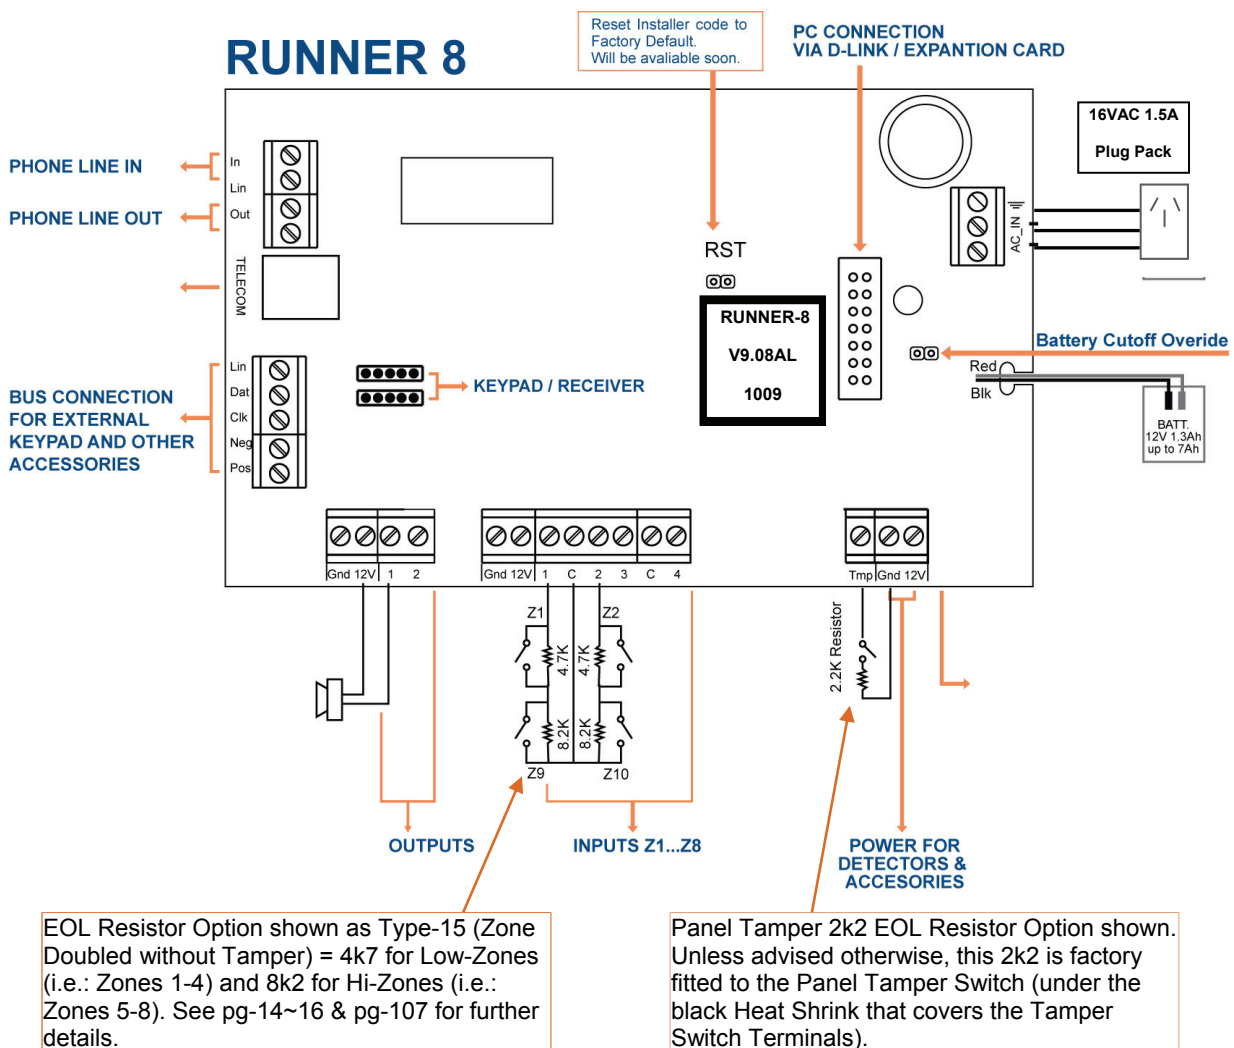 Reset Installer code to
Factory Default.
Will be avaliable soon.
PC CONNECTION
VIA D-LINK / EXPANTION CARD
RUNNER 8
16VAC 1.5A
Plug Pack
PHONE LINE IN
In
Lin
PHONE LINE OUT
Out
TELECOM
AC_IN
RST
RUNNER-8
V9.08AL
1009
Battery Cutoff Overide
Red
Blk
BATT.
12V 1.3Ah
up to 7Ah
KEYPAD / RECEIVER
BUS CONNECTION
FOR EXTERNAL
KEYPAD AND OTHER
ACCESSORIES
Lin
Dat
Clk
Neg
Pos
Gnd 12V 1 2
Gnd 12V 1 C 2 3 C 4
Tmp Gnd 12V
Z1
Z2
4.7K
4.7K
8.2K
8.2K
Z9
Z10
2.2K Resistor
OUTPUTS
INPUTS Z1...Z8
POWER FOR
DETECTORS &
ACCESORIES
EOL Resistor Option shown as Type-15 (Zone
Doubled without Tamper) = 4k7 for Low-Zones
(i.e.: Zones 1-4) and 8k2 for Hi-Zones (i.e.:
Zones 5-8). See pg-14~16 & pg-107 for further
details.
Panel Tamper 2k2 EOL Resistor Option shown.
Unless advised otherwise, this 2k2 is factory
fitted to the Panel Tamper Switch (under the
black Heat Shrink that covers the Tamper
Switch Terminals).